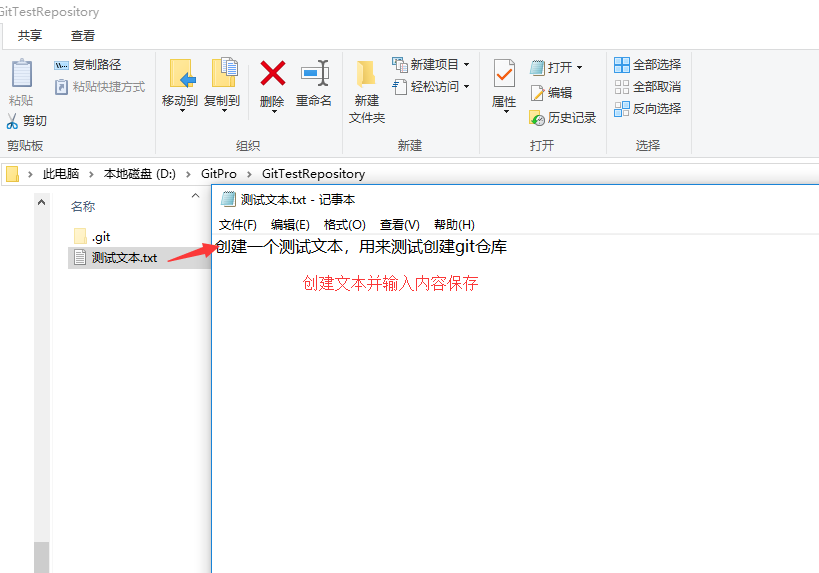 GitTestRepository
共享 查看
粘贴
剪切
复制路径
粘贴快捷方式
剪贴板
移动到 复制到 删除 重命名
组织
新建
文件夹
新建项目
轻松访问
新建
属性
打开
编辑
历史记录
打开
全部选择
全部取消
反向选择
选择
此电脑 > 本地磁盘 (D:) > GitPro > GitTestRepository
名称
.git
测试文本.txt
测试文本.txt - 记事本
文件(F) 编辑(E) 格式(O) 查看(V) 帮助(H)
创建一个测试文本，用来测试创建git仓库
创建文本并输入内容保存